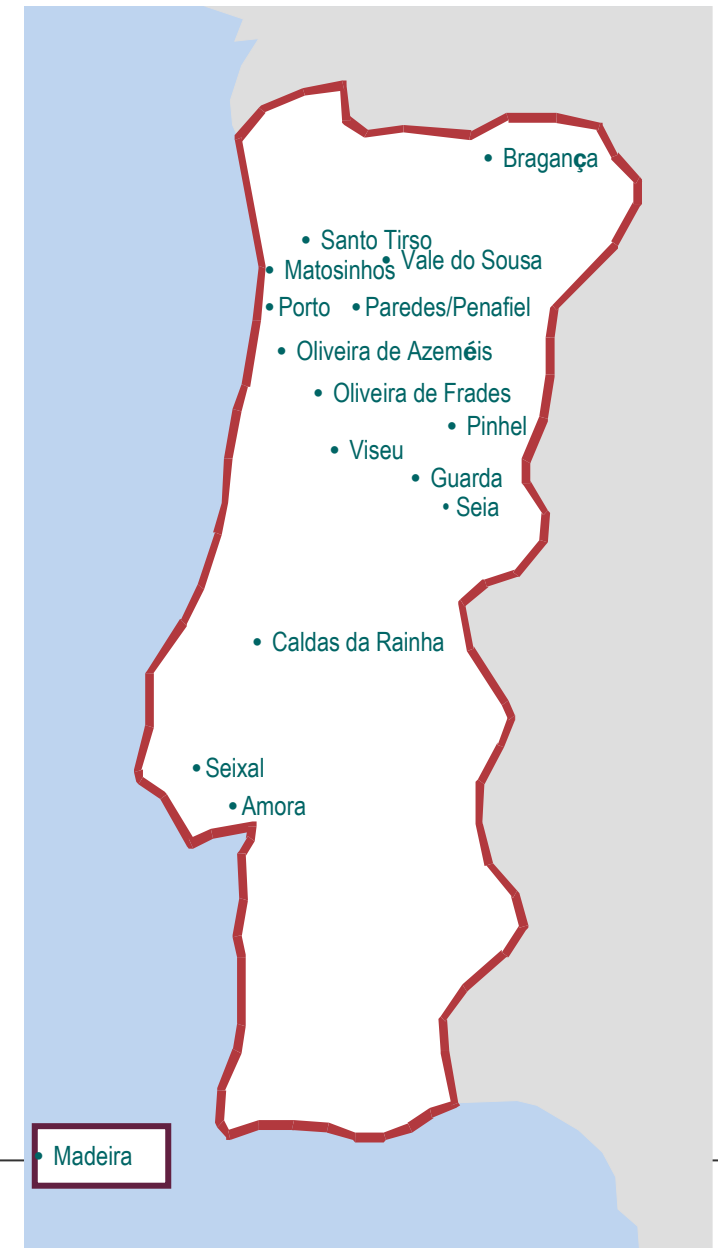 • Bragança
• Santo Tirso
• Vale do Sousa
• Matosinhos
• Porto
• Paredes/Penafiel
• Oliveira de Azeméis
• Oliveira de Frades
• Pinhel
• Viseu
• Guarda
• Seia
• Caldas da Rainha
• Seixal
• Amora
• Madeira